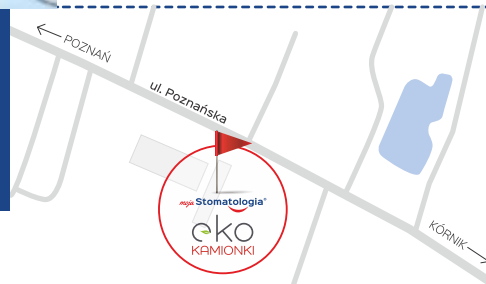 POZNAŃ
ul. Poznańska
moja Stomatologia®
eko
KAMIONKI
KÓRNIK